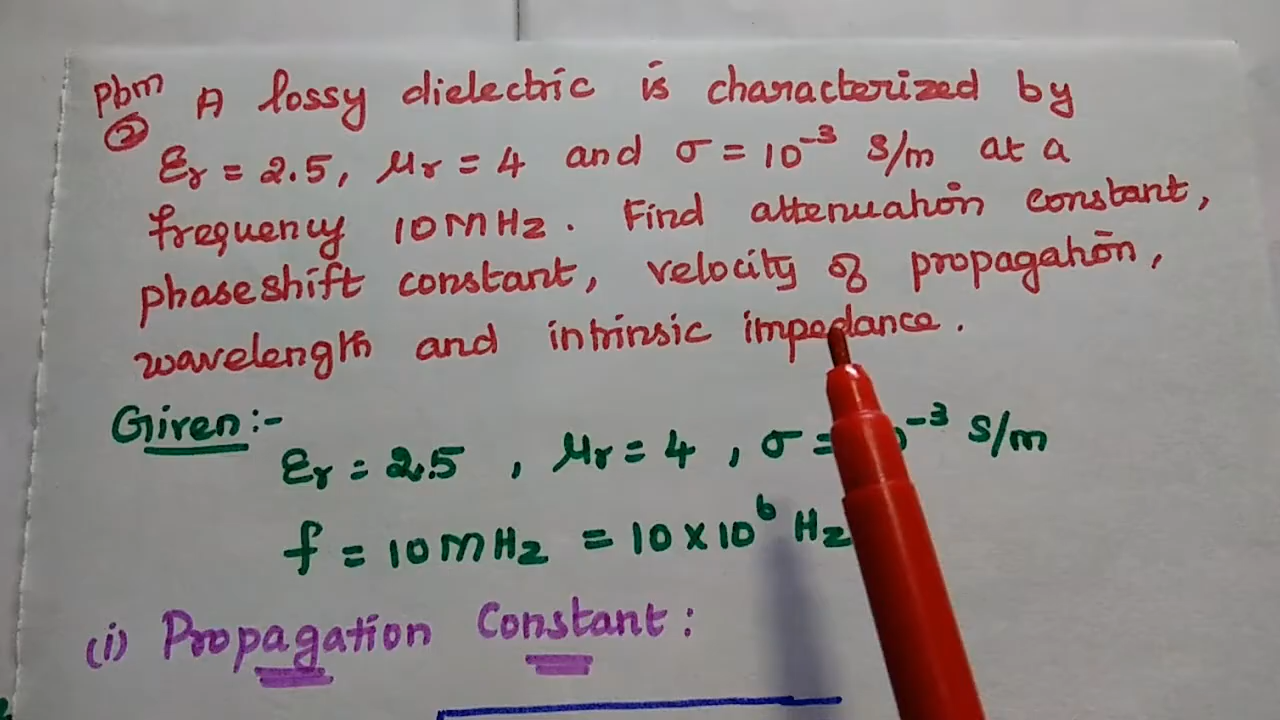 Pbm A lossy dielectric is characterized by
② εr = 2.5, μr = 4 and σ = 10⁻³ S/m at a
frequency 10MHz. Find attenuation constant,
phaseshift constant, velocity of propagation,
wavelength and intrinsic impedance.
Given:-
εr = 2.5, μr = 4, σ = ⁻³ S/m
f = 10MHz = 10×10⁶ Hz
(i) Propagation Constant: